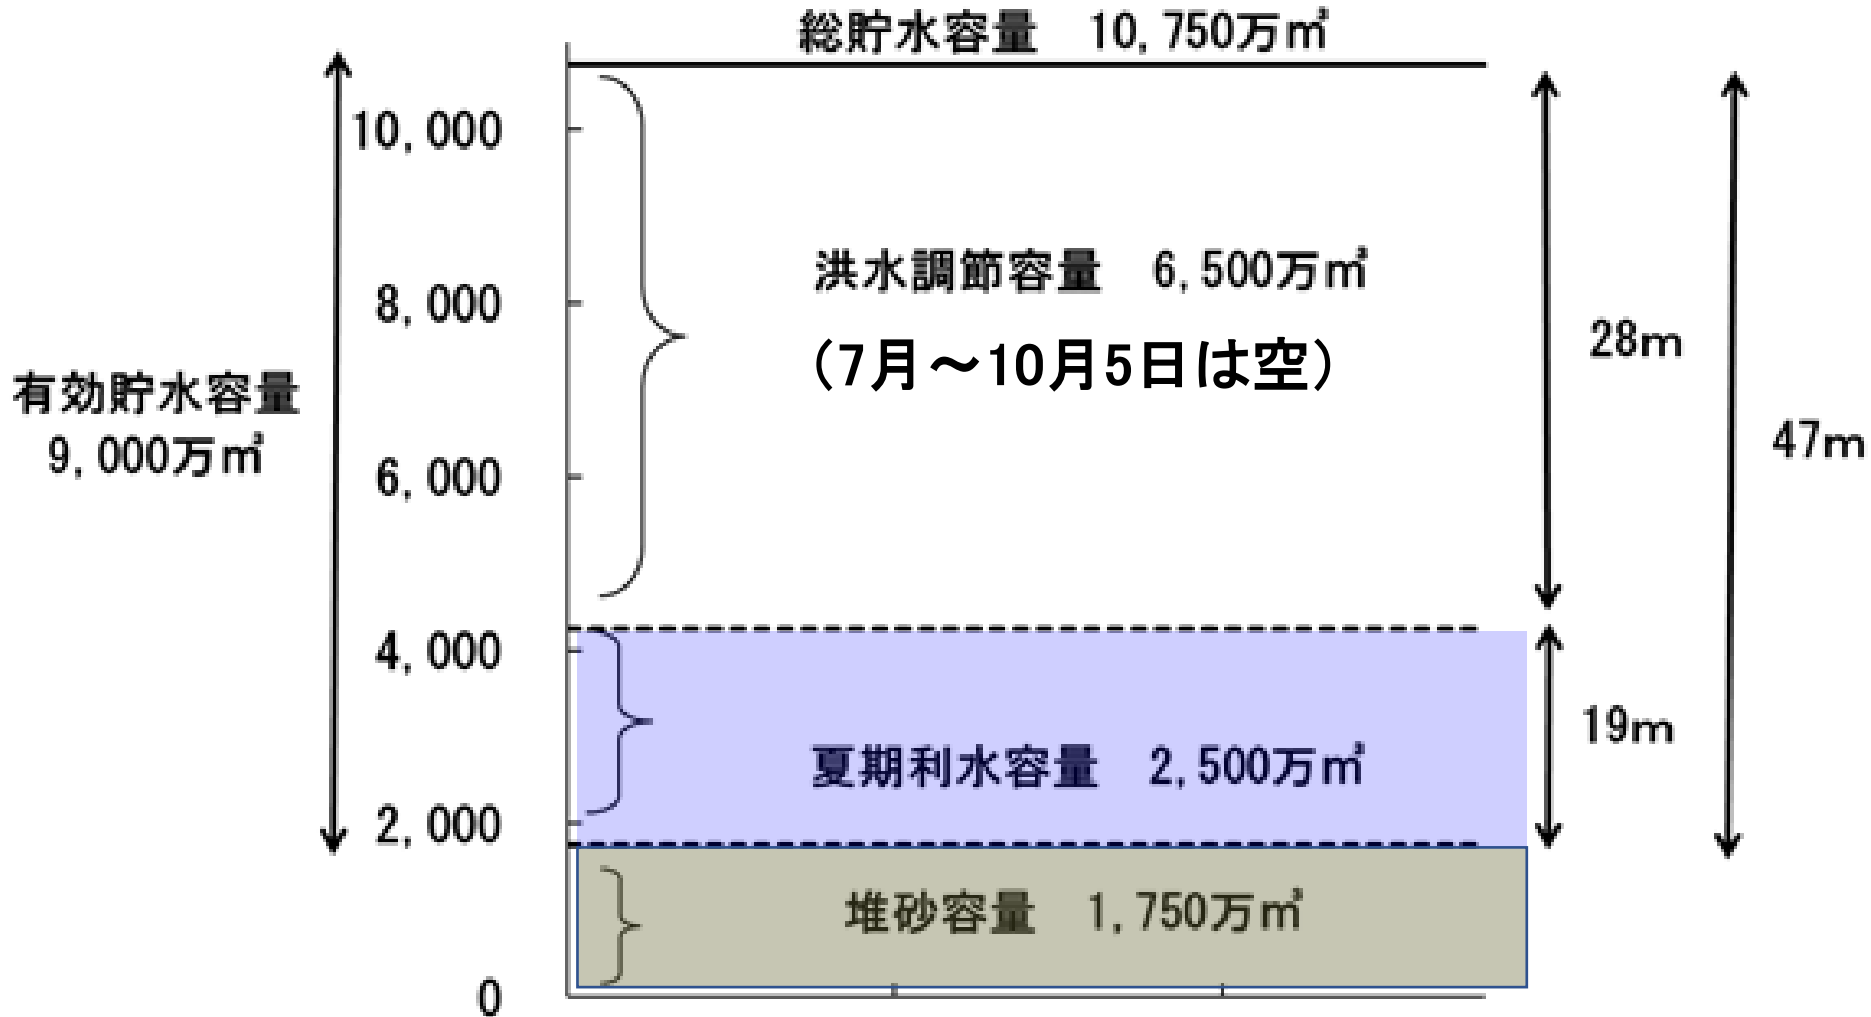 総貯水容量　10,750万㎥
10,000
洪水調節容量　6,500万㎥
8,000
（7月～10月5日は空）
28m
有効貯水容量
9,000万㎥
47m
6,000
4,000
19m
夏期利水容量　2,500万㎥
2,000
堆砂容量　1,750万㎥
0